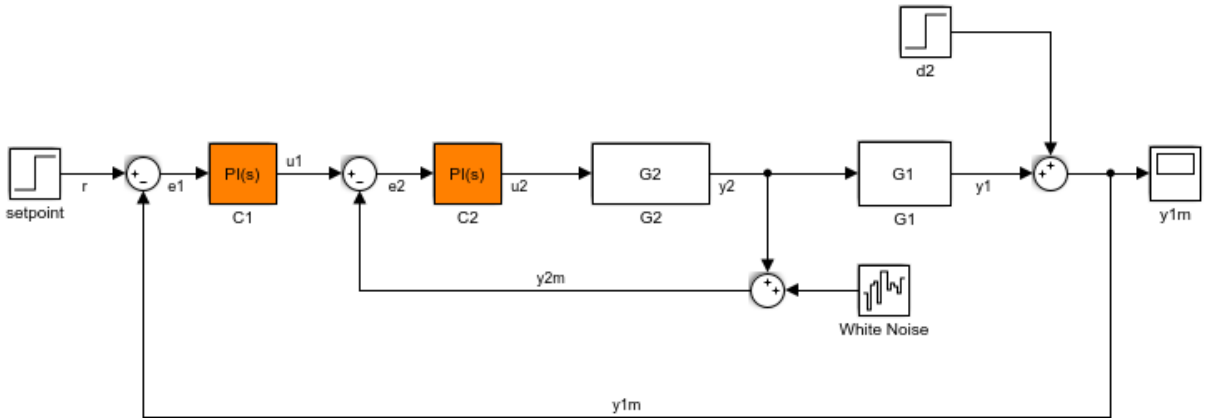 d2
setpoint
r
+
−
e1
PI(s)
C1
u1
+
−
e2
PI(s)
C2
u2
G2
G2
y2
G1
G1
y1
+
+
y1m
y2m
+
+
White Noise
y1m